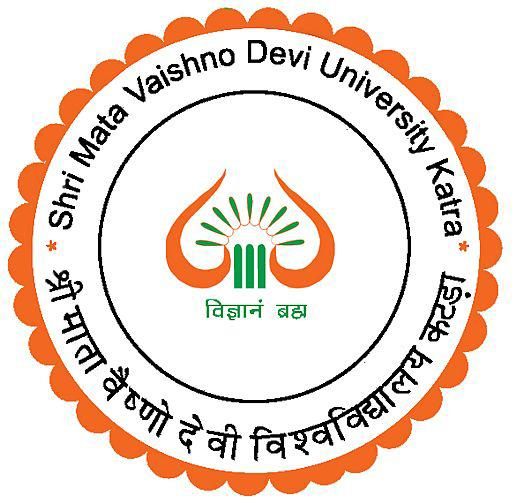 * Shri Mata Vaishno Devi University Katra *
विज्ञानं ब्रह्म
श्री माता वैष्णो देवी विश्वविद्यालय कटड़ा